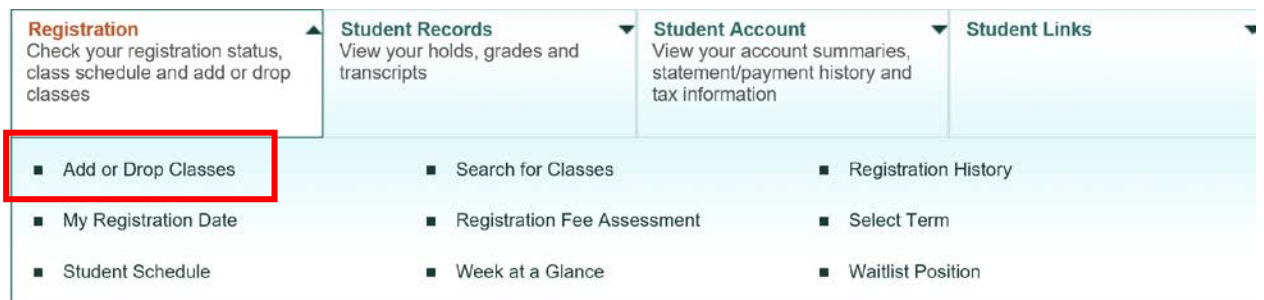 Registration
Check your registration status,
class schedule and add or drop
classes
Student Records
View your holds, grades and
transcripts
Student Account
View your account summaries,
statement/payment history and
tax information
Student Links
Add or Drop Classes
Search for Classes
Registration History
My Registration Date
Registration Fee Assessment
Select Term
Student Schedule
Week at a Glance
Waitlist Position